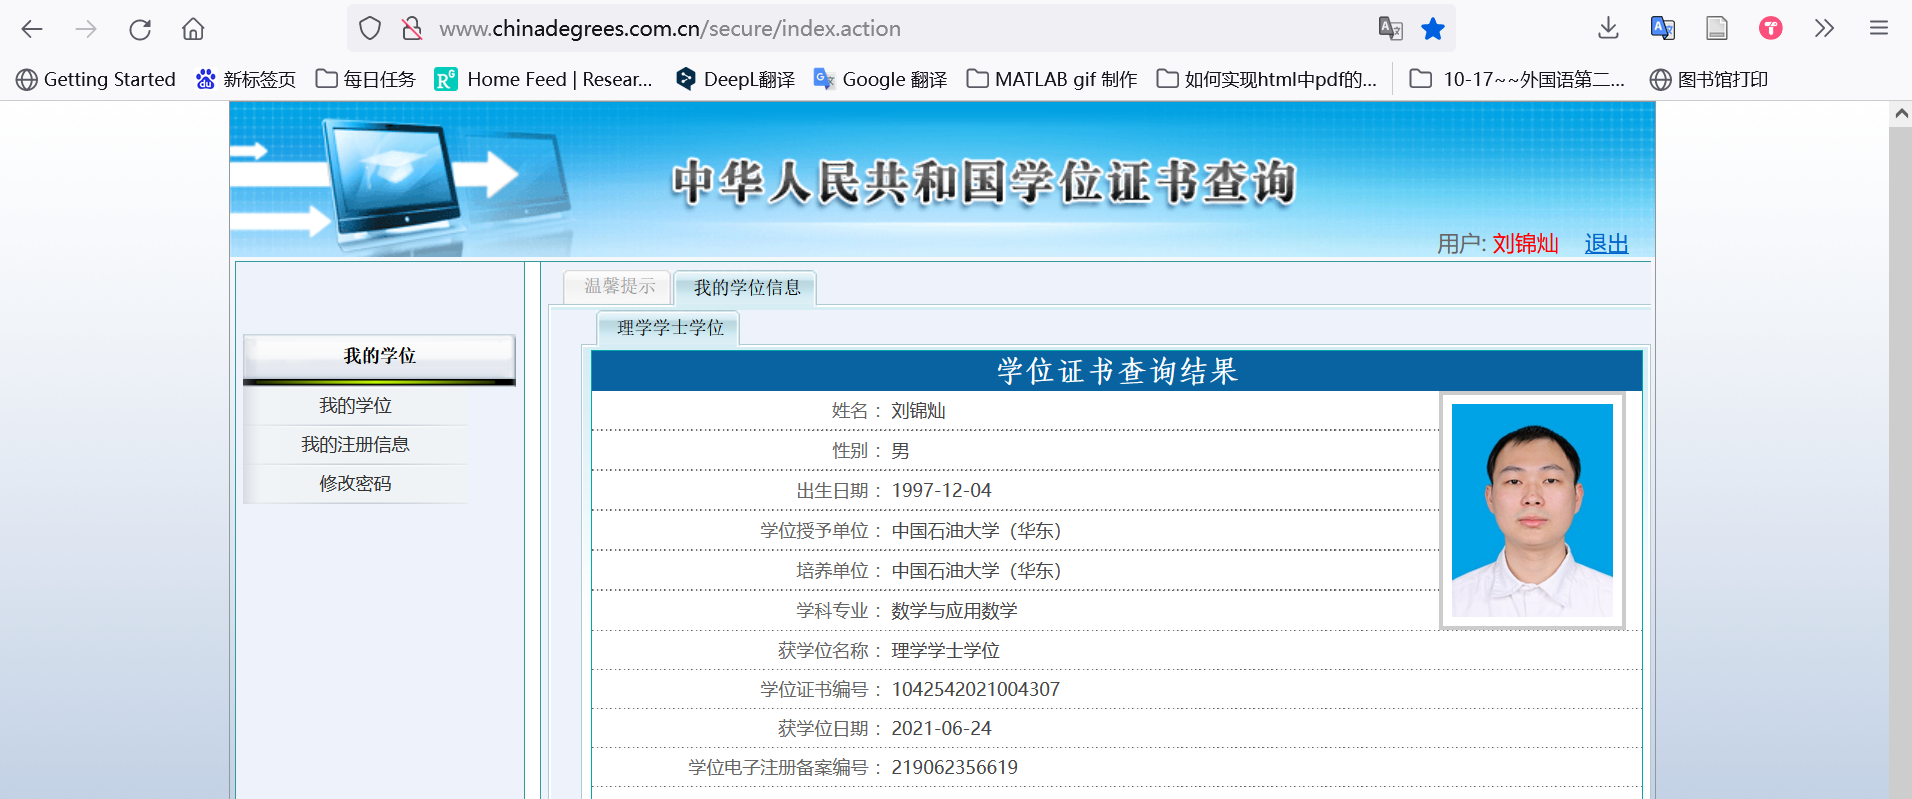 www.chinadegrees.com.cn/secure/index.action
Getting Started 新标签页 每日任务 Home Feed | Resear... DeepL翻译 Google 翻译 MATLAB gif 制作 如何实现html中pdf的... 10-17~~外国语第二... 图书馆打印
中华人民共和国学位证书查询
用户: 刘锦灿 退出
温馨提示 我的学位信息
理学学士学位
我的学位
我的学位
我的注册信息
修改密码
学位证书查询结果
姓名： 刘锦灿
性别： 男
出生日期： 1997-12-04
学位授予单位： 中国石油大学（华东）
培养单位： 中国石油大学（华东）
学科专业： 数学与应用数学
获学位名称： 理学学士学位
学位证书编号： 1042542021004307
获学位日期： 2021-06-24
学位电子注册备案编号： 219062356619